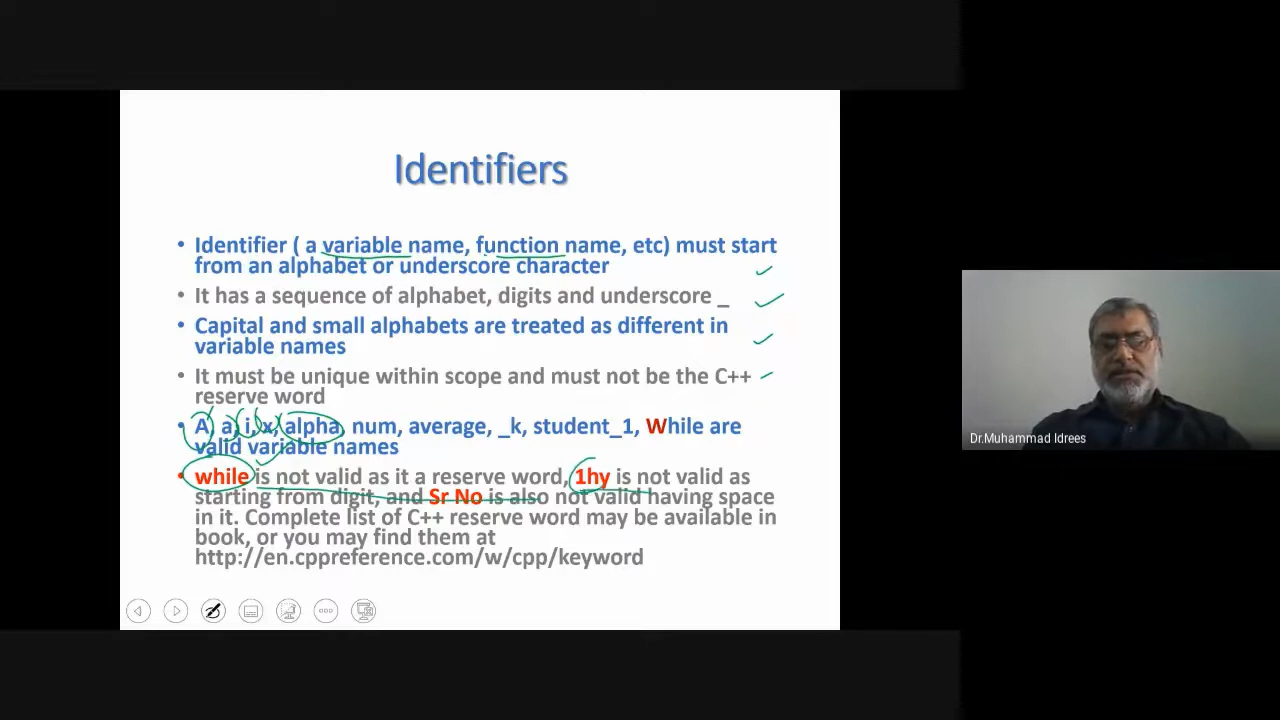 Identifiers
• Identifier ( a variable name, function name, etc) must start
from an alphabet or underscore character
• It has a sequence of alphabet, digits and underscore _
• Capital and small alphabets are treated as different in
variable names
• It must be unique within scope and must not be the C++
reserve word
A, a, i, x, alpha, num, average, _k, student_1, While are
valid variable names
• while is not valid as it a reserve word, 1hy is not valid as
starting from digit, and Sr No is also not valid having space
in it. Complete list of C++ reserve word may be available in
book, or you may find them at
http://en.cppreference.com/w/cpp/keyword
Dr.Muhammad Idrees